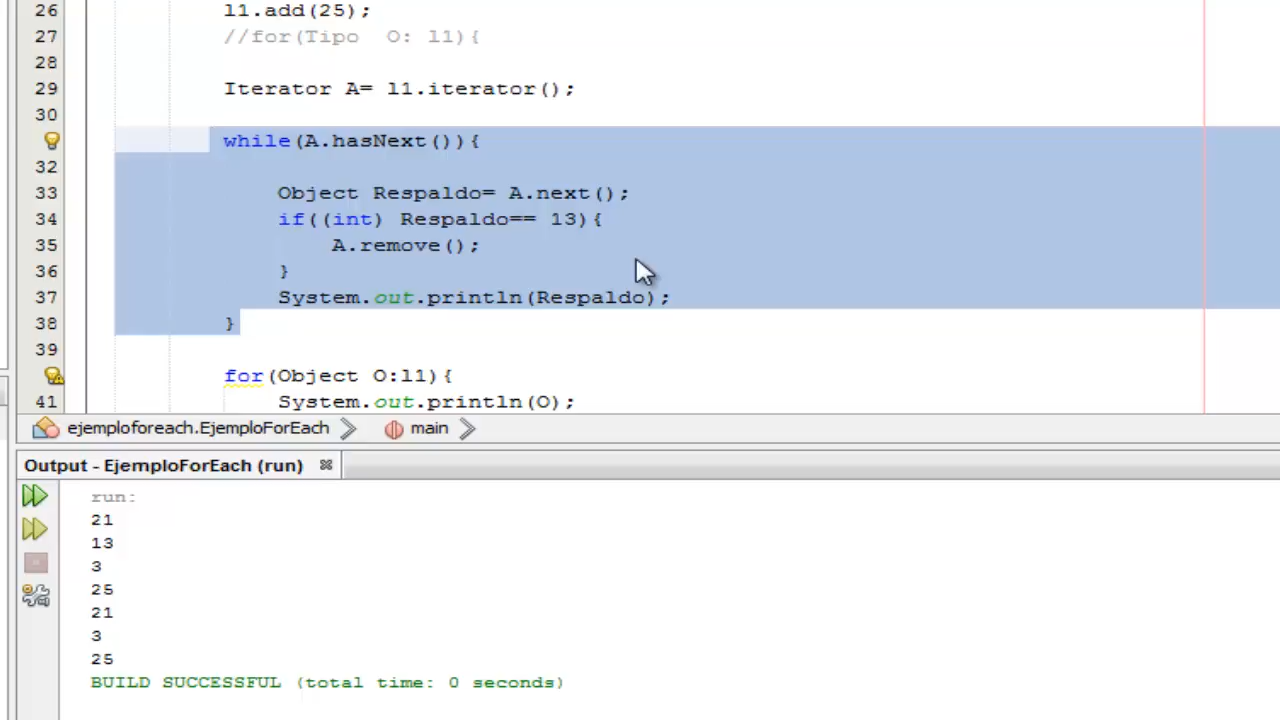 26 l1.add(25);
27 //for(Tipo O: l1){
28
29 Iterator A= l1.iterator();
30
while(A.hasNext()){
32
33 Object Respaldo= A.next();
34 if((int) Respaldo== 13){
35 A.remove();
36 }
37 System.out.println(Respaldo);
38 }
39
for(Object O:l1){
41 System.out.println(O);
ejemploforeach.EjemploForEach main
Output - EjemploForEach (run)
run:
21
13
3
25
21
3
25
BUILD SUCCESSFUL (total time: 0 seconds)